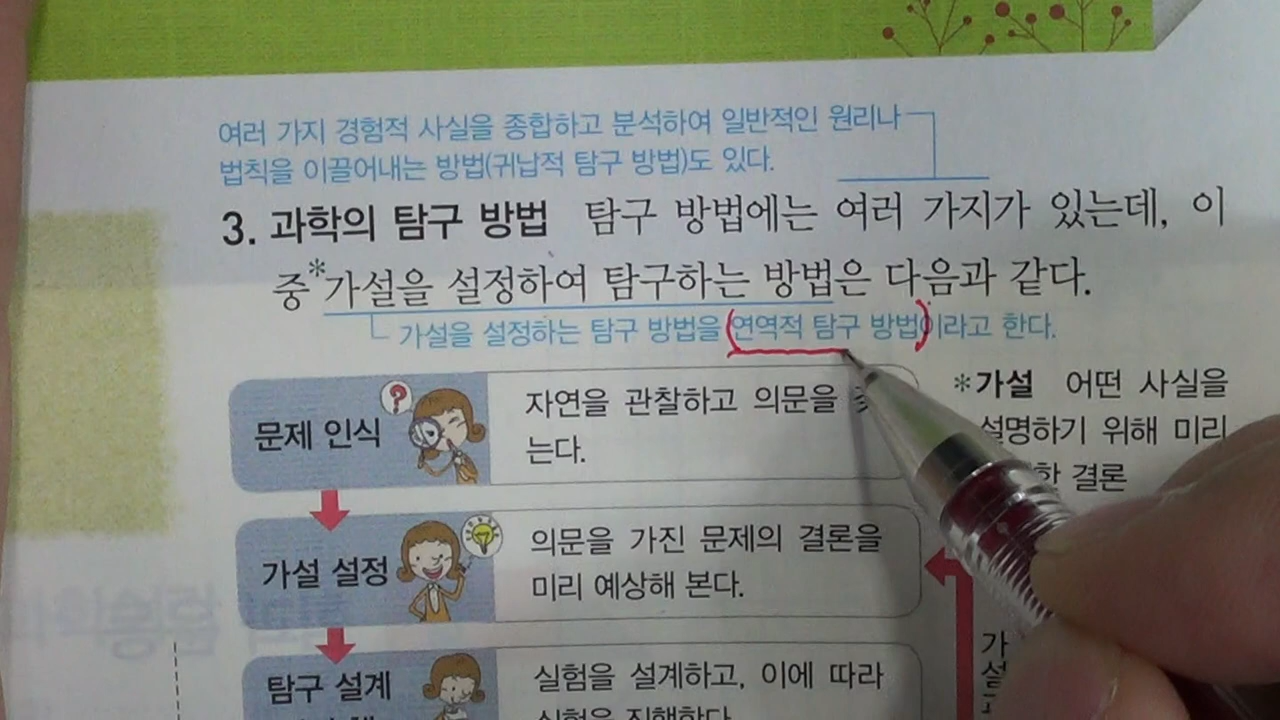 여러 가지 경험적 사실을 종합하고 분석하여 일반적인 원리나
법칙을 이끌어내는 방법(귀납적 탐구 방법)도 있다.
3. 과학의 탐구 방법 탐구 방법에는 여러 가지가 있는데, 이
중 *가설을 설정하여 탐구하는 방법은 다음과 같다.
가설을 설정하는 탐구 방법을 (연역적 탐구 방법)이라고 한다.
문제 인식
?
자연을 관찰하고 의문을
는다.
*가설 어떤 사실을
설명하기 위해 미리
한 결론
가설 설정
의문을 가진 문제의 결론을
미리 예상해 본다.
탐구 설계
실험을 설계하고, 이에 따라
실험을 진행한다.
가
설